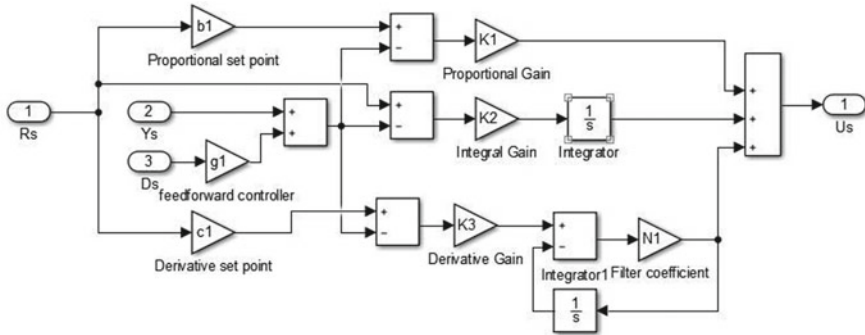 b1
Proportional set point
+
−
K1
Proportional Gain
1
Rs
2
Ys
3
Ds
g1
feedforward controller
+
+
+
−
K2
Integral Gain
1
s
Integrator
+
+
+
1
Us
c1
Derivative set point
+
−
K3
Derivative Gain
+
−
Integrator1
N1
Filter coefficient
1
s